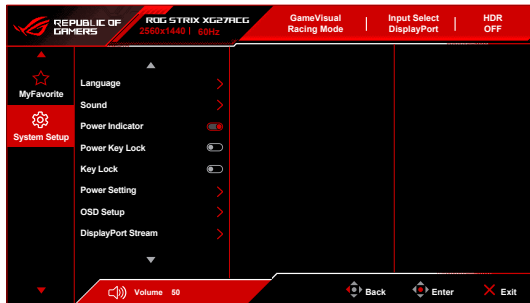 REPUBLIC OF
GAMERS
ROG STRIX XG27ACG
2560x1440 | 60Hz
GameVisual
Racing Mode
Input Select
DisplayPort
HDR
OFF
MyFavorite
System Setup
Language
Sound
Power Indicator
Power Key Lock
Key Lock
Power Setting
OSD Setup
DisplayPort Stream
Volume 50
Back
Enter
Exit